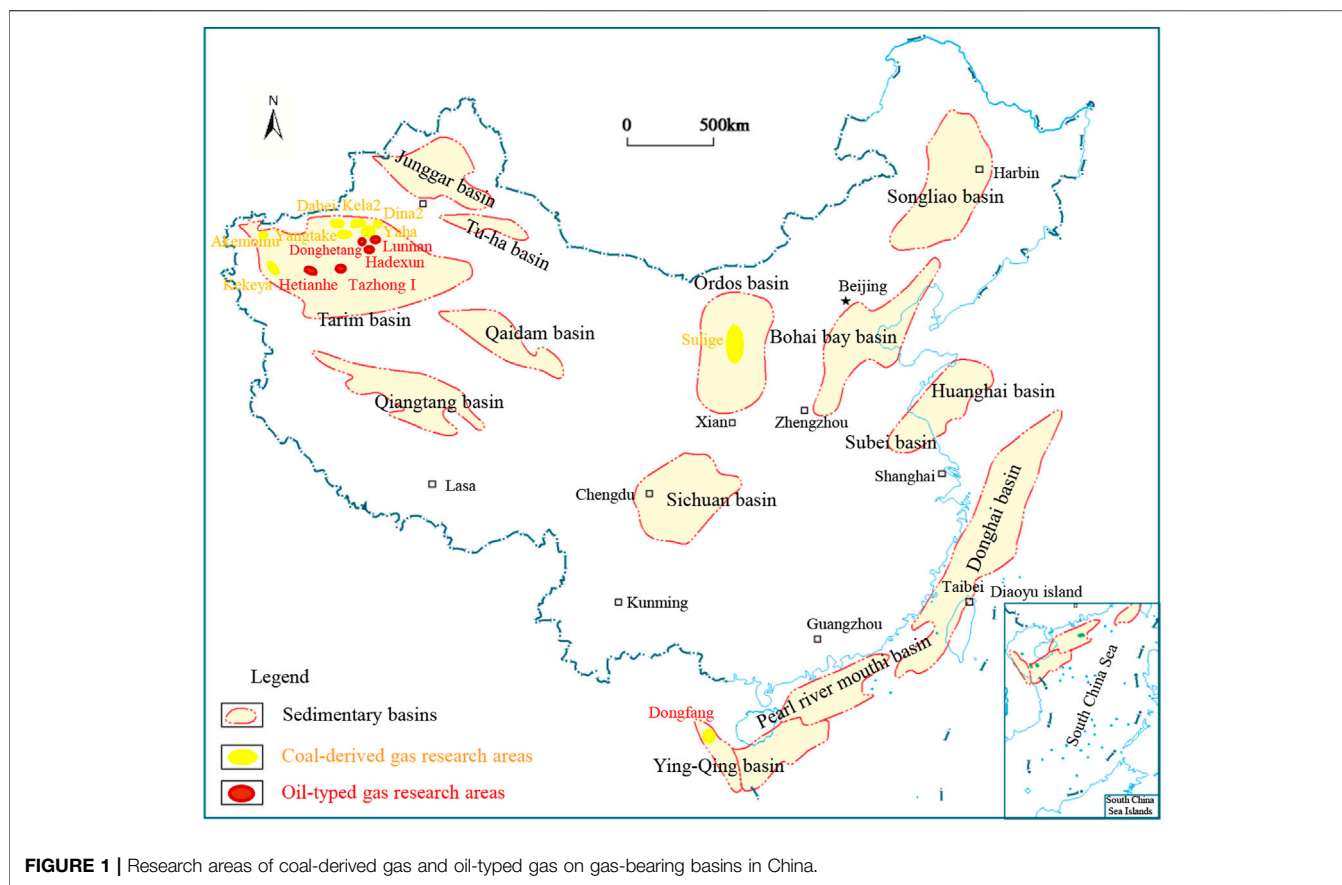 N
0 500km
Junggar basin
Harbin
Songliao basin
Dabei Kela2
Dina2
Tu-ha basin
Akemomu
Yangtake
Yaha
Donghetang
Lunnan
Hadexun
Kekeya
Hetianhe
Tazhong I
Tarim basin
Ordos basin
Beijing
Qaidam basin
Sulige
Bohai bay basin
Qiangtang basin
Huanghai basin
Xian
Zhengzhou
Subei basin
Shanghai
Lasa
Chengdu
Sichuan basin
Donghai basin
Kunming
Taibei
Diaoyu island
Guangzhou
Pearl river mouthi basin
Dongfang
Ying-Qing basin
South China Sea
South China
Sea Islands
Legend
Sedimentary basins
Coal-derived gas research areas
Oil-typed gas research areas
FIGURE 1 | Research areas of coal-derived gas and oil-typed gas on gas-bearing basins in China.